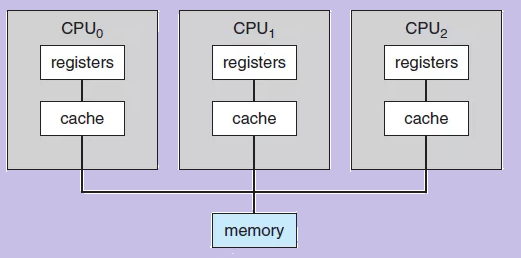 CPU₀
CPU₁
CPU₂
registers
registers
registers
cache
cache
cache
memory